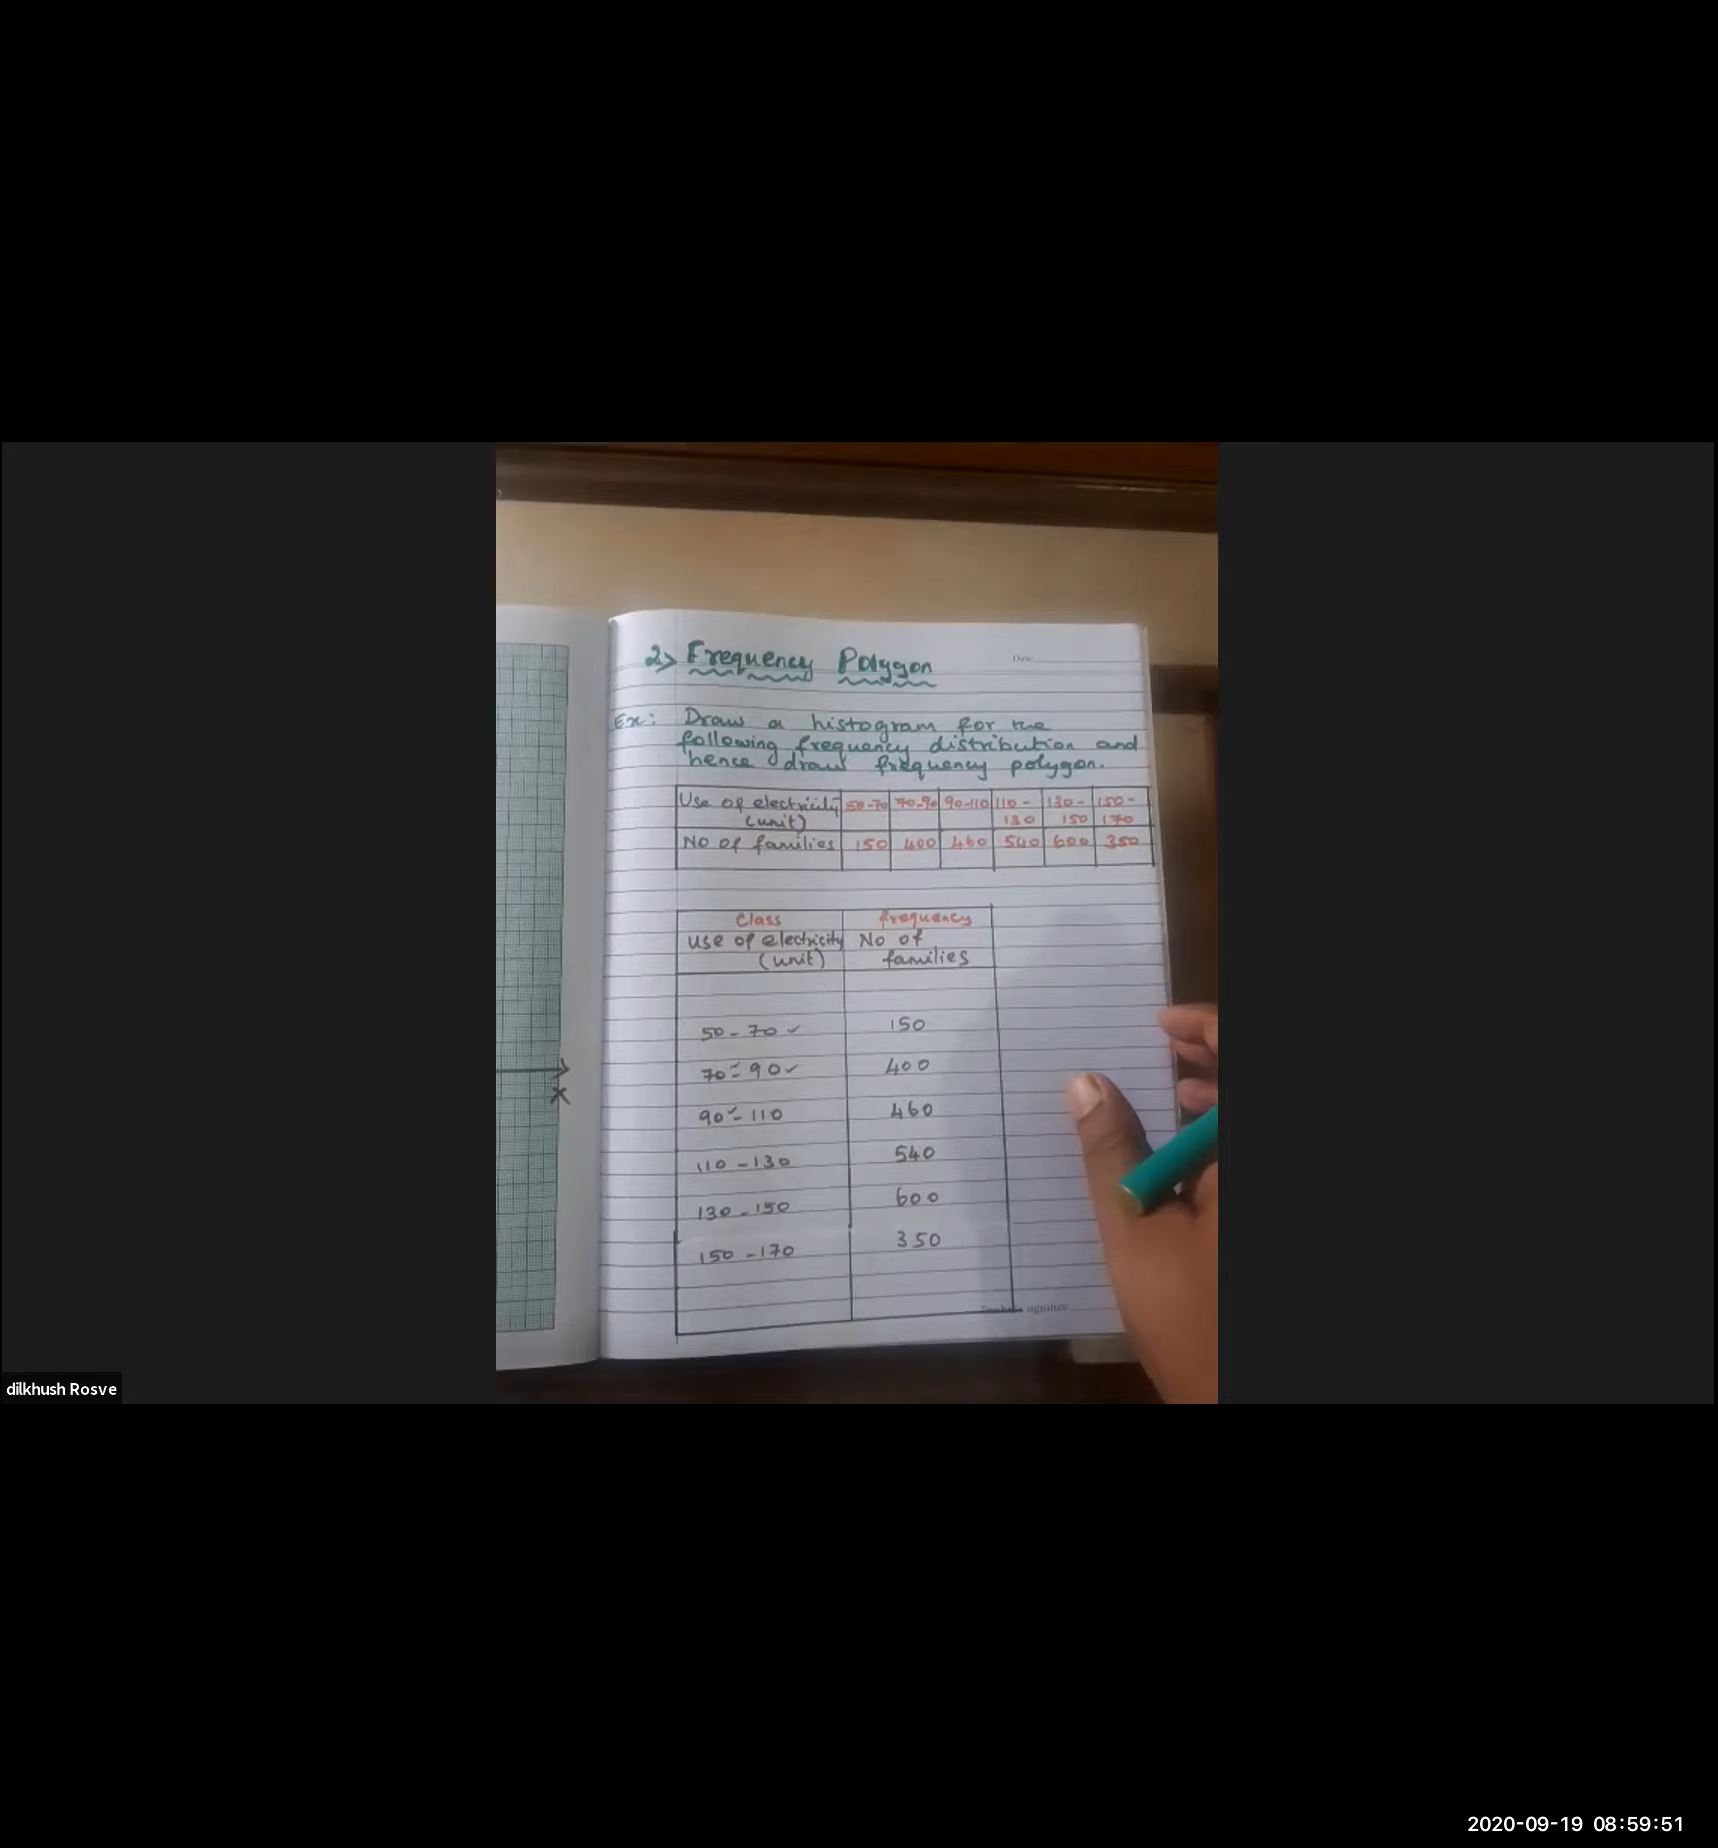 2> Frequency Polygon
Date
Ex: Draw a histogram for the
following frequency distribution and
hence draw frequency polygon.
Use of electricity 50-70 70-90 90-110 110- 130- 150-
(unit) 130 150 170
No of families 150 400 460 540 600 350
Class frequency
use of electricity No of
(unit) families
50-70 ✓ 150
70-90 ✓ 400
90-110 460
110-130 540
130-150 600
150-170 350
signature
X
dilkhush Rosve
2020-09-19 08:59:51